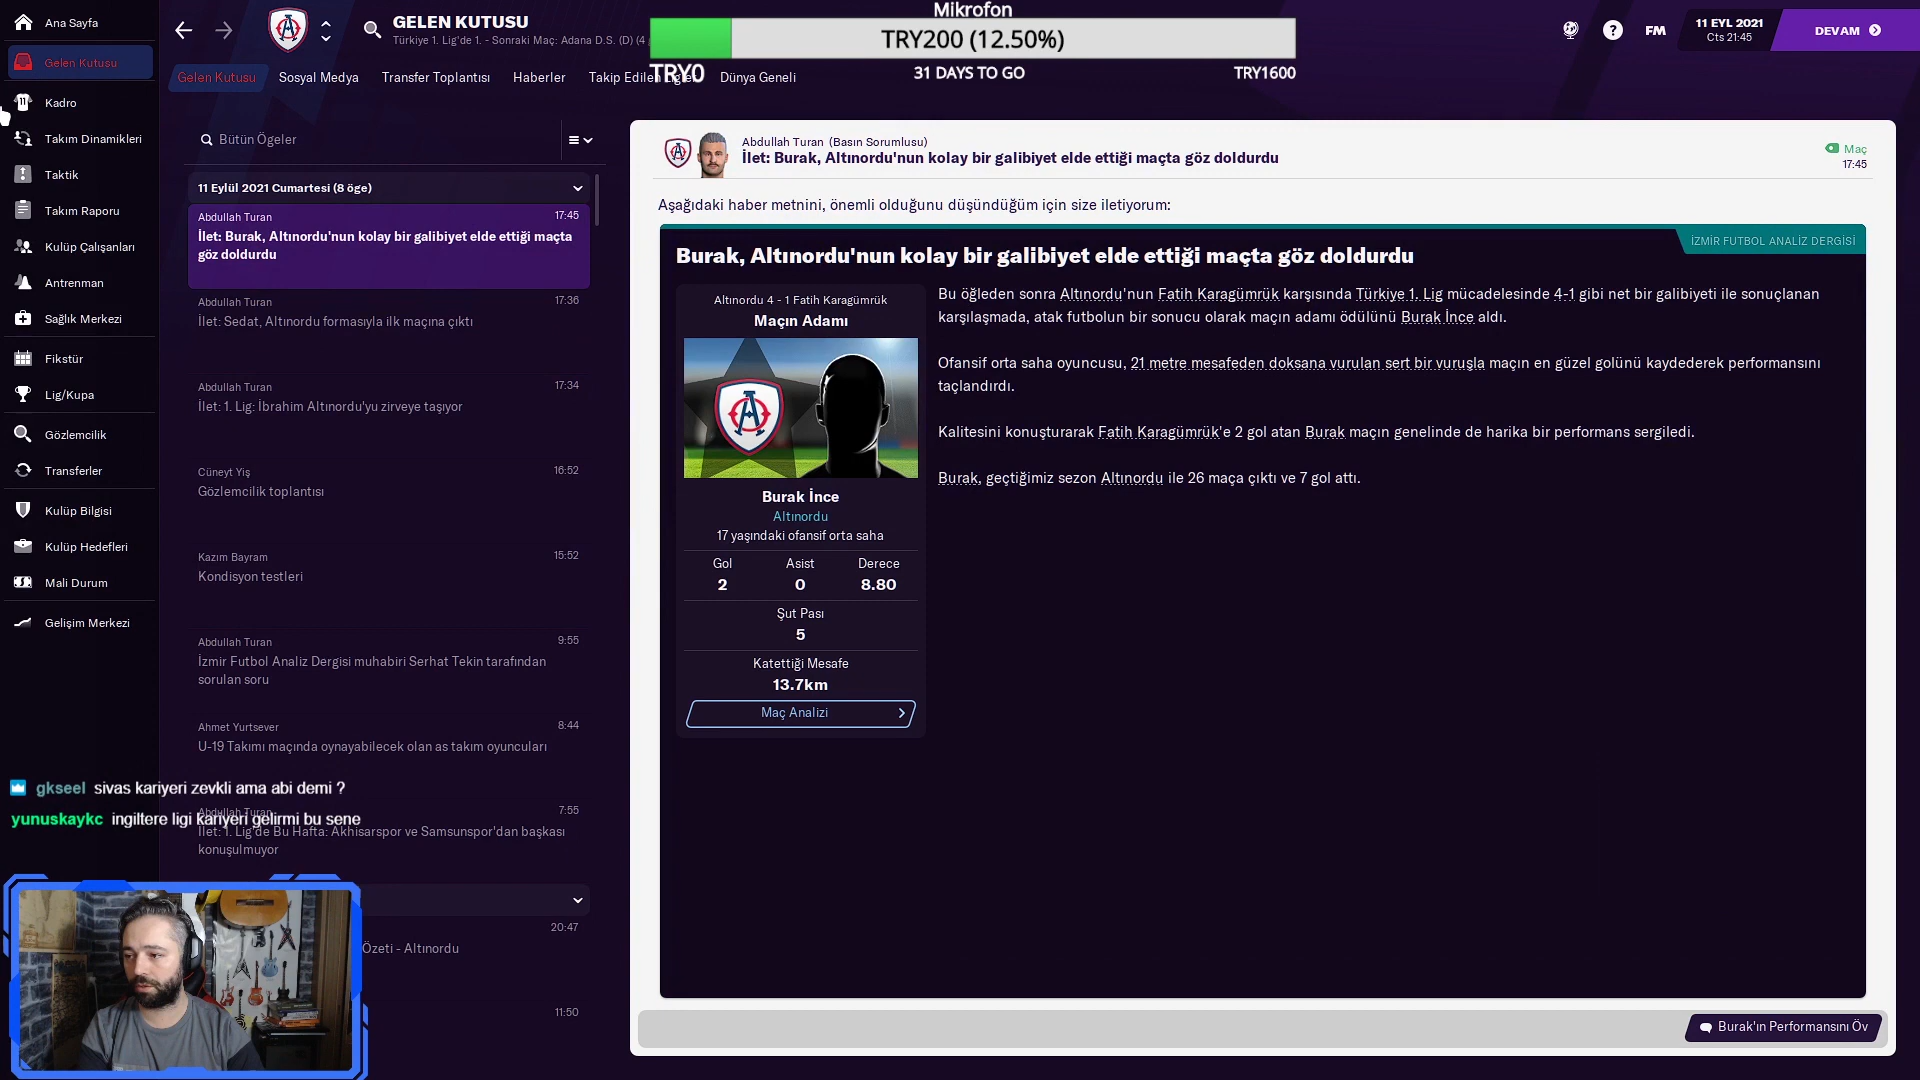 Ana Sayfa
Gelen Kutusu
Kadro
Takım Dinamikleri
Taktik
Takım Raporu
Kulüp Çalışanları
Antrenman
Sağlık Merkezi
Fikstür
Lig/Kupa
Gözlemcilik
Transferler
Kulüp Bilgisi
Kulüp Hedefleri
Mali Durum
Gelişim Merkezi
GELEN KUTUSU
Türkiye 1. Lig'de 1. - Sonraki Maç: Adana D.S. (D) (4 g
Mikrofon
TRY200 (12.50%)
TRY0
31 DAYS TO GO
TRY1600
FM
11 EYL 2021
Cts 21:45
DEVAM
Gelen Kutusu
Sosyal Medya
Transfer Toplantısı
Haberler
Takip Edilen Ligler
Dünya Geneli
Bütün Ögeler
11 Eylül 2021 Cumartesi (8 öge)
Abdullah Turan 17:45
İlet: Burak, Altınordu'nun kolay bir galibiyet elde ettiği maçta
göz doldurdu
Abdullah Turan 17:36
İlet: Sedat, Altınordu formasıyla ilk maçına çıktı
Abdullah Turan 17:34
İlet: 1. Lig: İbrahim Altınordu'yu zirveye taşıyor
Cüneyt Yiş 16:52
Gözlemcilik toplantısı
Kazım Bayram 15:52
Kondisyon testleri
Abdullah Turan 9:55
İzmir Futbol Analiz Dergisi muhabiri Serhat Tekin tarafından
sorulan soru
Ahmet Yurtsever 8:44
U-19 Takımı maçında oynayabilecek olan as takım oyuncuları
gkseel sivas kariyeri zevkli ama abi demi ?
Abdullah Turan 7:55
yunuskaykc ingiltere ligi kariyeri gelirmi bu sene
İlet: 1. Lig'de Bu Hafta: Akhisarspor ve Samsunspor'dan başkası
konuşulmuyor
20:47
Özeti - Altınordu
11:50
Abdullah Turan (Basın Sorumlusu)
İlet: Burak, Altınordu'nun kolay bir galibiyet elde ettiği maçta göz doldurdu
Maç
17:45
Aşağıdaki haber metnini, önemli olduğunu düşündüğüm için size iletiyorum:
İZMİR FUTBOL ANALİZ DERGİSİ
Burak, Altınordu'nun kolay bir galibiyet elde ettiği maçta göz doldurdu
Altınordu 4 - 1 Fatih Karagümrük
Maçın Adamı
Burak İnce
Altınordu
17 yaşındaki ofansif orta saha
Gol Asist Derece
2 0 8.80
Şut Pası
5
Katettiği Mesafe
13.7km
Maç Analizi
Bu öğleden sonra Altınordu'nun Fatih Karagümrük karşısında Türkiye 1. Lig mücadelesinde 4-1 gibi net bir galibiyeti ile sonuçlanan
karşılaşmada, atak futbolun bir sonucu olarak maçın adamı ödülünü Burak İnce aldı.
Ofansif orta saha oyuncusu, 21 metre mesafeden doksana vurulan sert bir vuruşla maçın en güzel golünü kaydederek performansını
taçlandırdı.
Kalitesini konuşturarak Fatih Karagümrük'e 2 gol atan Burak maçın genelinde de harika bir performans sergiledi.
Burak, geçtiğimiz sezon Altınordu ile 26 maça çıktı ve 7 gol attı.
Burak'ın Performansını Öv